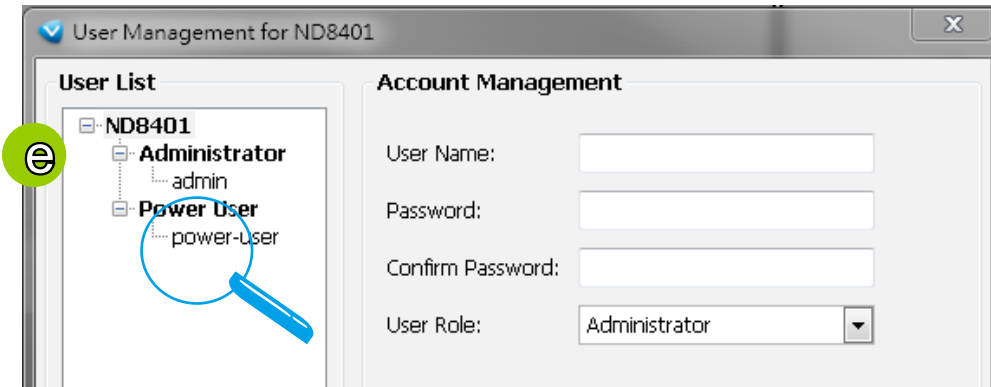 User Management for ND8401
User List
ND8401
e
Administrator
admin
Power User
power-user
Account Management
User Name:
Password:
Confirm Password:
User Role:
Administrator